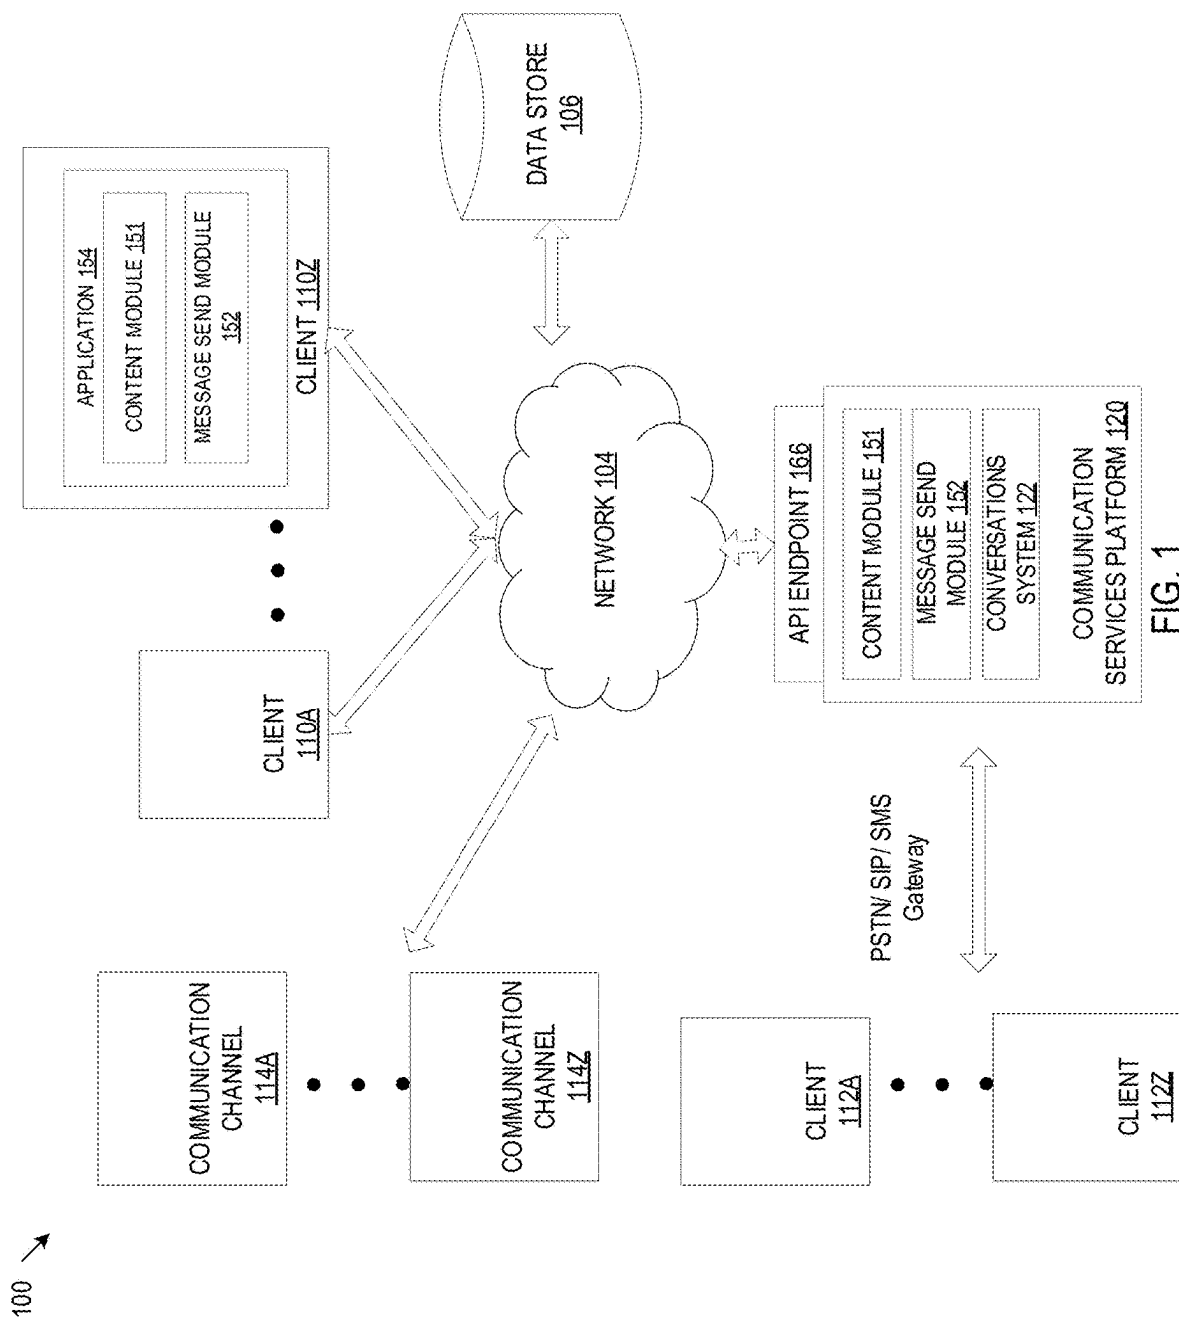 100
COMMUNICATION
CHANNEL
114A
COMMUNICATION
CHANNEL
114Z
CLIENT
112A
CLIENT
112Z
PSTN/ SIP/ SMS
Gateway
CLIENT
110A
APPLICATION 154
CONTENT MODULE 151
MESSAGE SEND MODULE
152
CLIENT 110Z
NETWORK 104
DATA STORE
106
API ENDPOINT 166
CONTENT MODULE 151
MESSAGE SEND
MODULE 152
CONVERSATIONS
SYSTEM 122
COMMUNICATION
SERVICES PLATFORM 120
FIG. 1